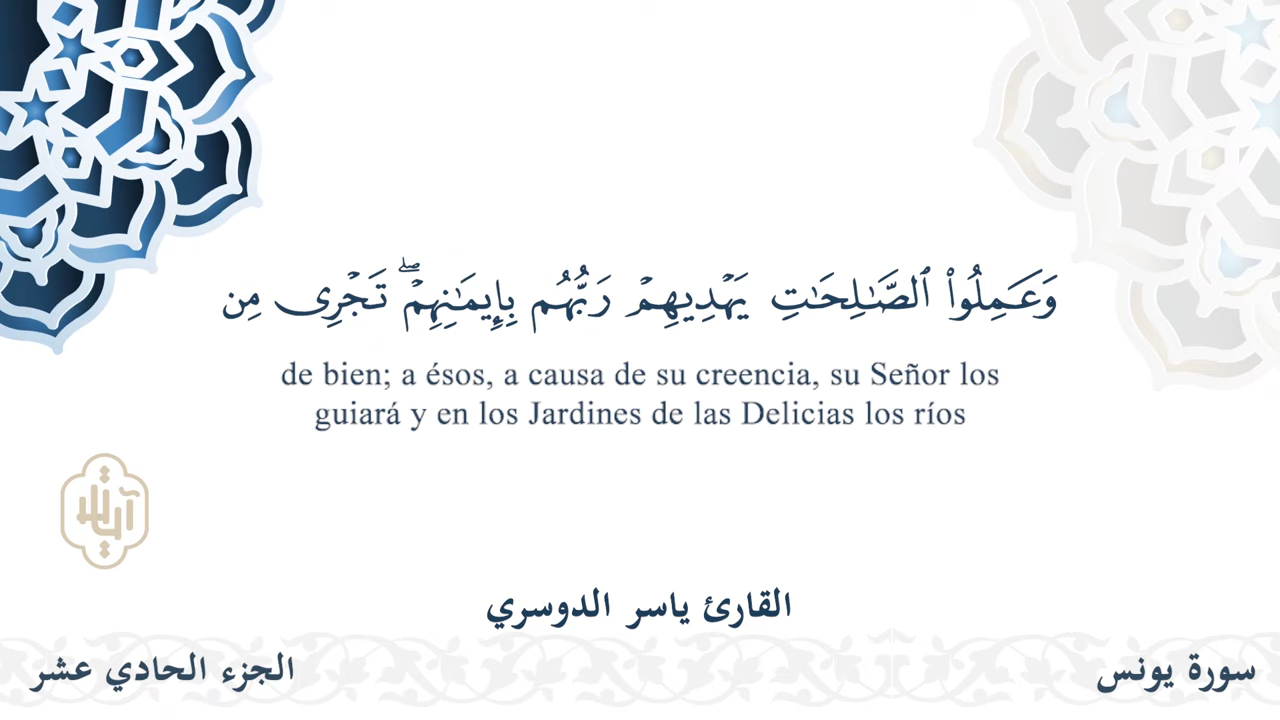 وَعَمِلُوا۟ ٱلصَّـٰلِحَـٰتِ يَهْدِيهِمْ رَبُّهُم بِإِيمَـٰنِهِمْ ۖ تَجْرِى مِن
de bien; a ésos, a causa de su creencia, su Señor los
guiará y en los Jardines de las Delicias los ríos
آيات
القارئ ياسر الدوسري
سورة يونس
الجزء الحادي عشر